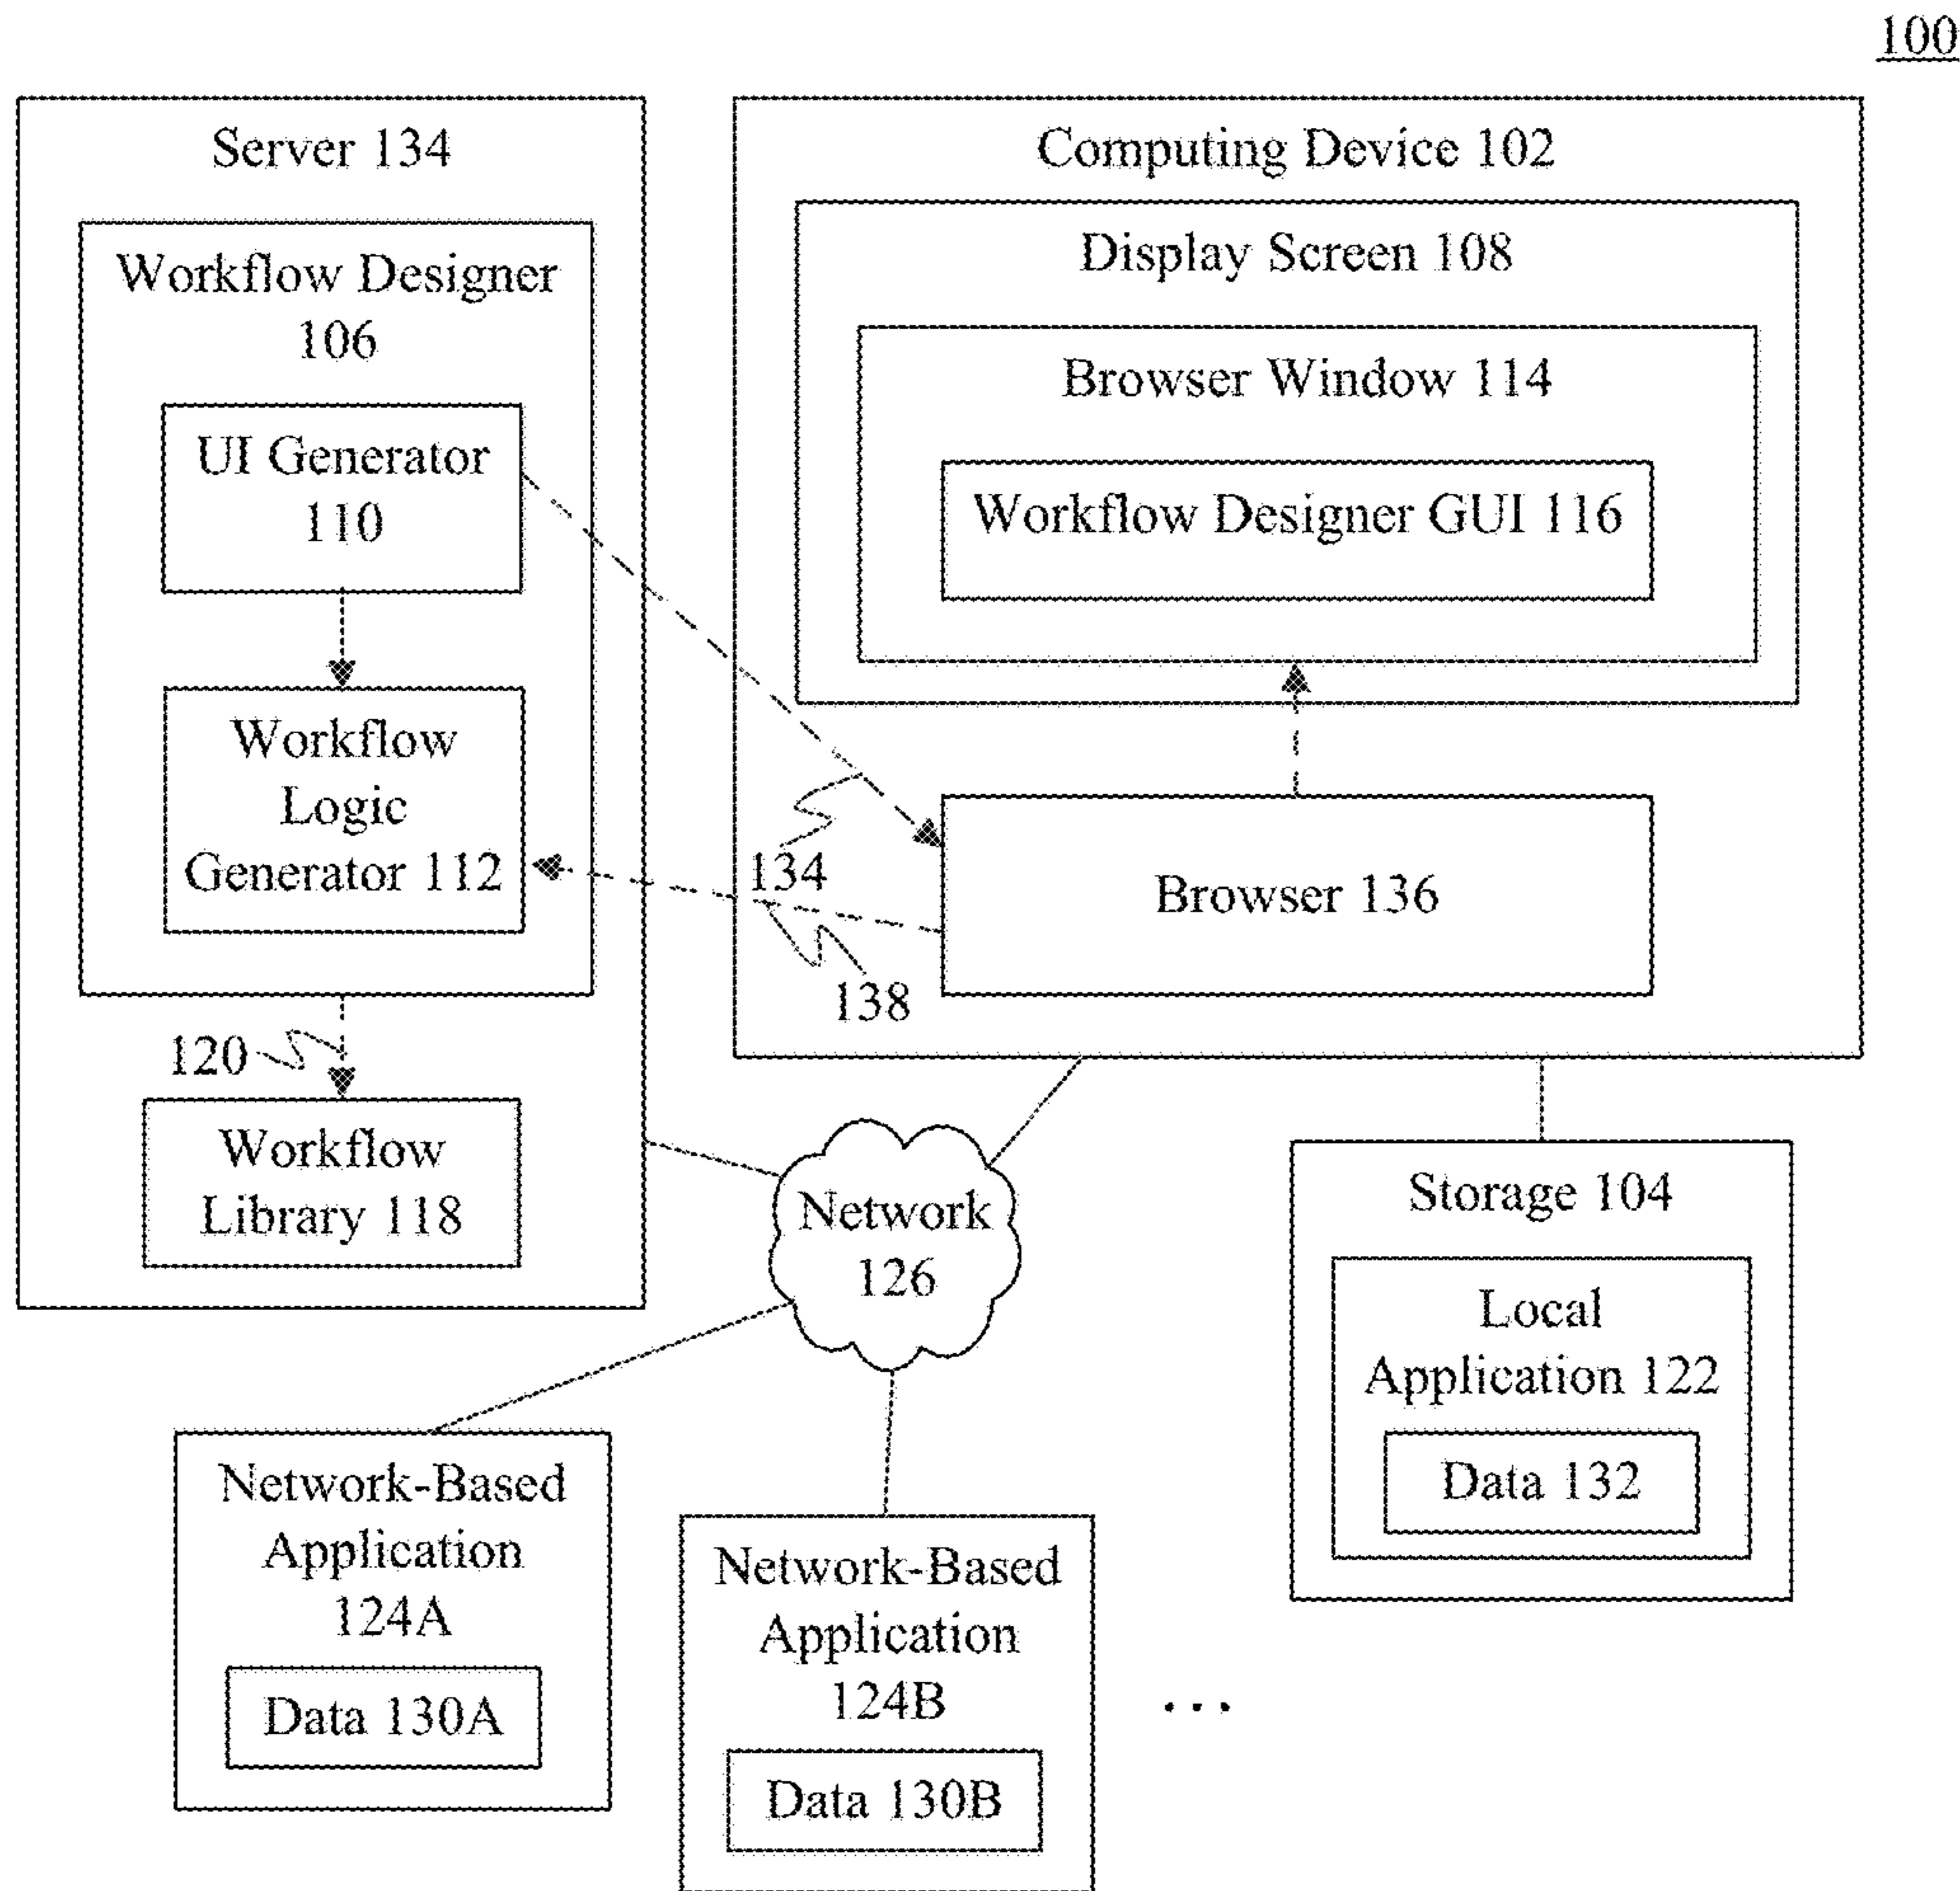 100
Server 134
Workflow Designer
106
UI Generator
110
Workflow
Logic
Generator 112
120
Workflow
Library 118
Computing Device 102
Display Screen 108
Browser Window 114
Workflow Designer GUI 116
134
Browser 136
138
Network
126
Storage 104
Local
Application 122
Data 132
Network-Based
Application
124A
Data 130A
Network-Based
Application
124B
Data 130B
...